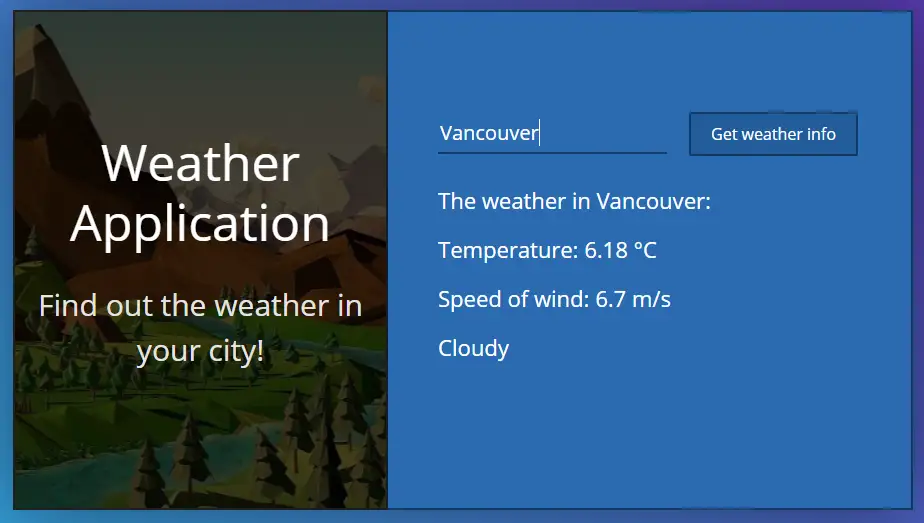 Weather
Application
Find out the weather in
your city!
Vancouver
Get weather info
The weather in Vancouver:
Temperature: 6.18 °C
Speed of wind: 6.7 m/s
Cloudy